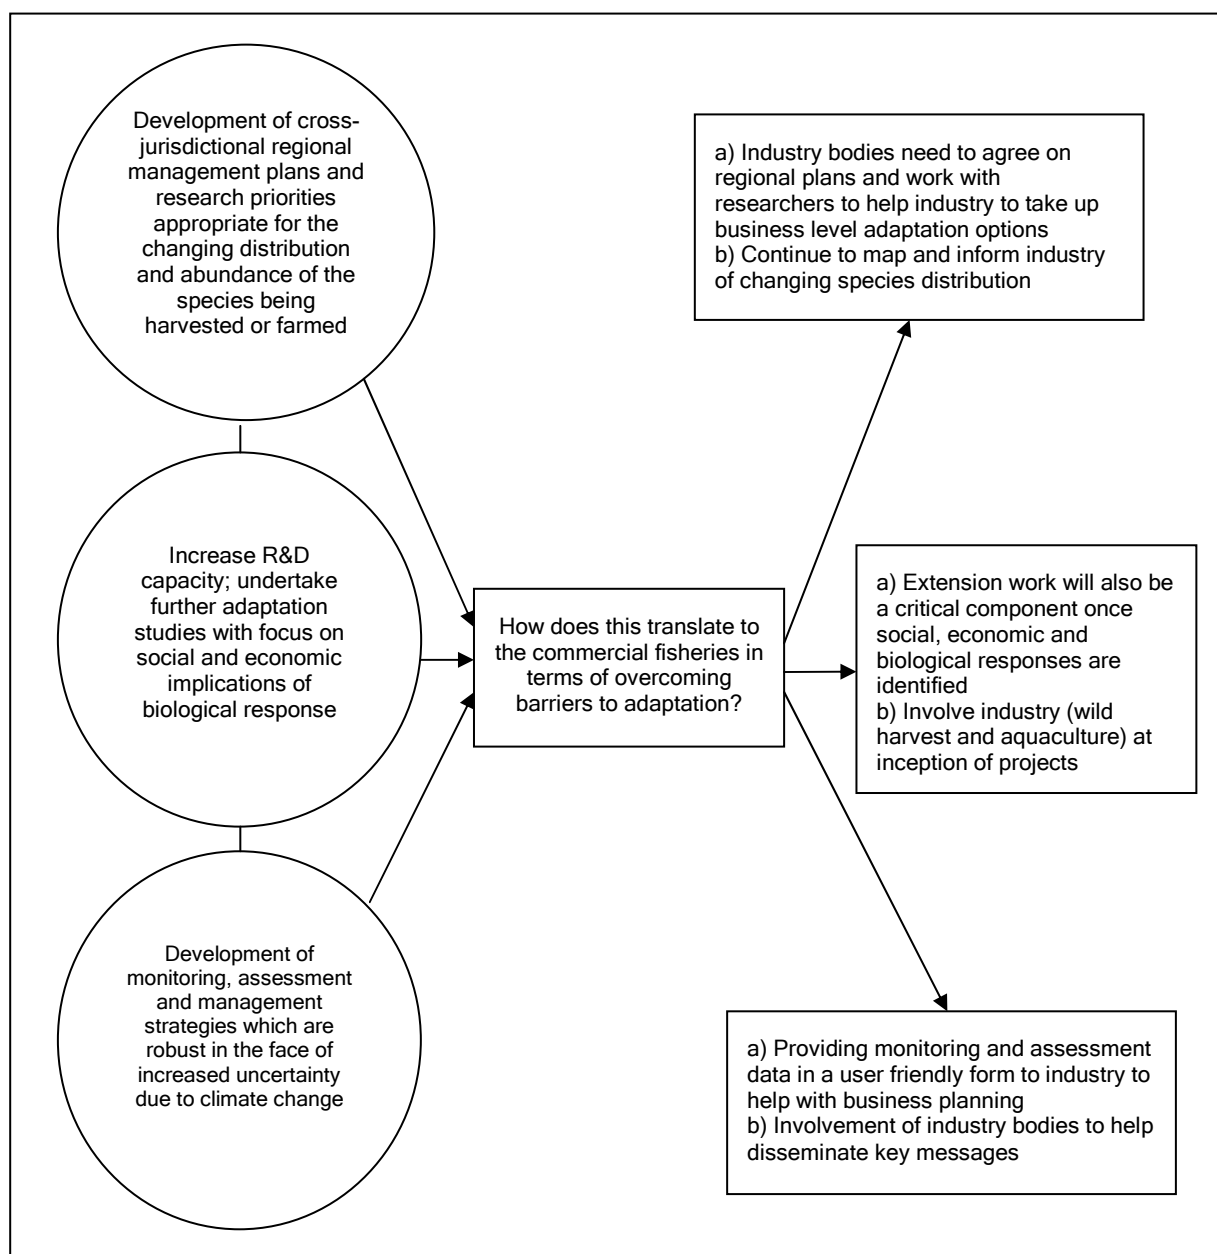 Development of cross-
jurisdictional regional
management plans and
research priorities
appropriate for the
changing distribution
and abundance of the
species being
harvested or farmed
Increase R&D
capacity; undertake
further adaptation
studies with focus on
social and economic
implications of
biological response
Development of
monitoring, assessment
and management
strategies which are
robust in the face of
increased uncertainty
due to climate change
How does this translate to
the commercial fisheries in
terms of overcoming
barriers to adaptation?
a) Industry bodies need to agree on
regional plans and work with
researchers to help industry to take up
business level adaptation options
b) Continue to map and inform industry
of changing species distribution
a) Extension work will also be
a critical component once
social, economic and
biological responses are
identified
b) Involve industry (wild
harvest and aquaculture) at
inception of projects
a) Providing monitoring and assessment
data in a user friendly form to industry to
help with business planning
b) Involvement of industry bodies to help
disseminate key messages